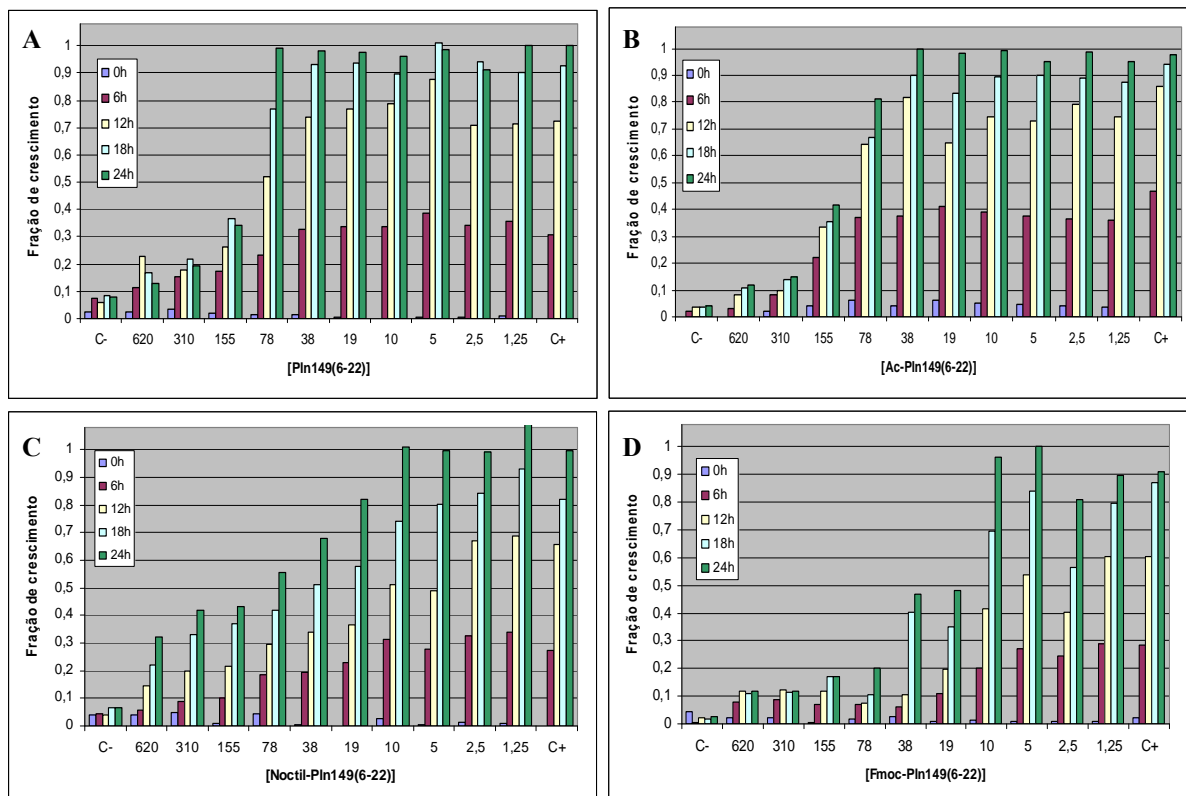 A
Fração de crescimento
1
0,9
0,8
0,7
0,6
0,5
0,4
0,3
0,2
0,1
0
0h
6h
12h
18h
24h
C- 620 310 155 78 38 19 10 5 2,5 1,25 C+
[Pln149(6-22)]
B
Fração de crescimento
1
0,9
0,8
0,7
0,6
0,5
0,4
0,3
0,2
0,1
0
0h
6h
12h
18h
24h
C- 620 310 155 78 38 19 10 5 2,5 1,25 C+
[Ac-Pln149(6-22)]
C
Fração de crescimento
1
0,9
0,8
0,7
0,6
0,5
0,4
0,3
0,2
0,1
0
0h
6h
12h
18h
24h
C- 620 310 155 78 38 19 10 5 2,5 1,25 C+
[Noctil-Pln149(6-22)]
D
Fração de crescimento
1
0,9
0,8
0,7
0,6
0,5
0,4
0,3
0,2
0,1
0
0h
6h
12h
18h
24h
C- 620 310 155 78 38 19 10 5 2,5 1,25 C+
[Fmoc-Pln149(6-22)]